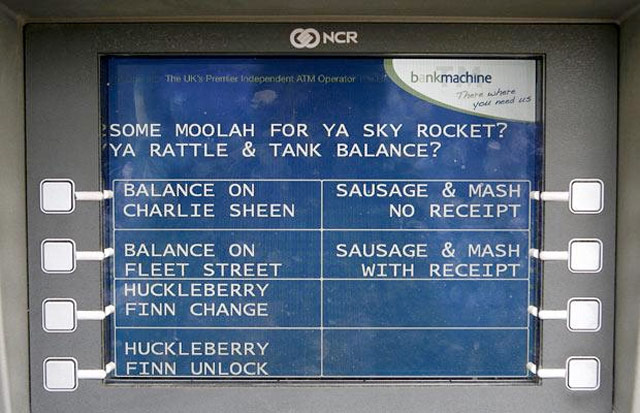 NCR
The UK's Premier Independent ATM Operator
bankmachine
There where
you need us
SOME MOOLAH FOR YA SKY ROCKET?
YA RATTLE & TANK BALANCE?
BALANCE ON
CHARLIE SHEEN
SAUSAGE & MASH
NO RECEIPT
BALANCE ON
FLEET STREET
SAUSAGE & MASH
WITH RECEIPT
HUCKLEBERRY
FINN CHANGE
HUCKLEBERRY
FINN UNLOCK